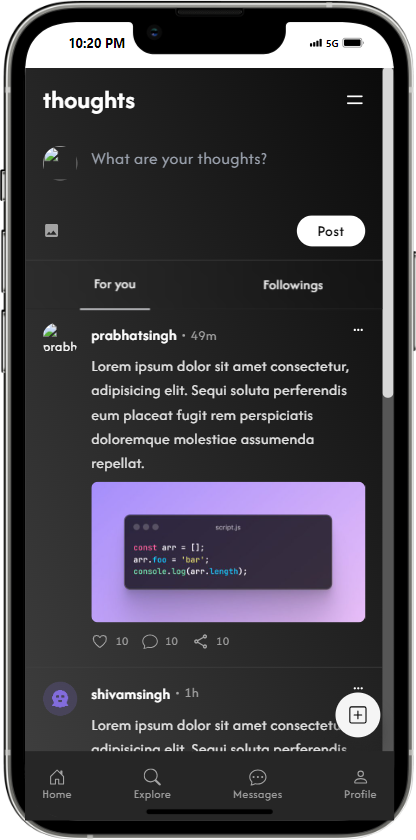 10:20 PM 5G
thoughts
What are your thoughts?
Post
For you Followings
prabh
prabhatsingh • 49m ...
Lorem ipsum dolor sit amet consectetur,
adipisicing elit. Sequi soluta perferendis
eum placeat fugit rem perspiciatis
doloremque molestiae assumenda
repellat.
script.js
const arr = [];
arr.foo = 'bar';
console.log(arr.length);
10 10 10
shivamsingh • 1h ...
Lorem ipsum dolor sit amet consectetu
adipisicing elit. Sequi soluta perferendis
Home Explore Messages Profile